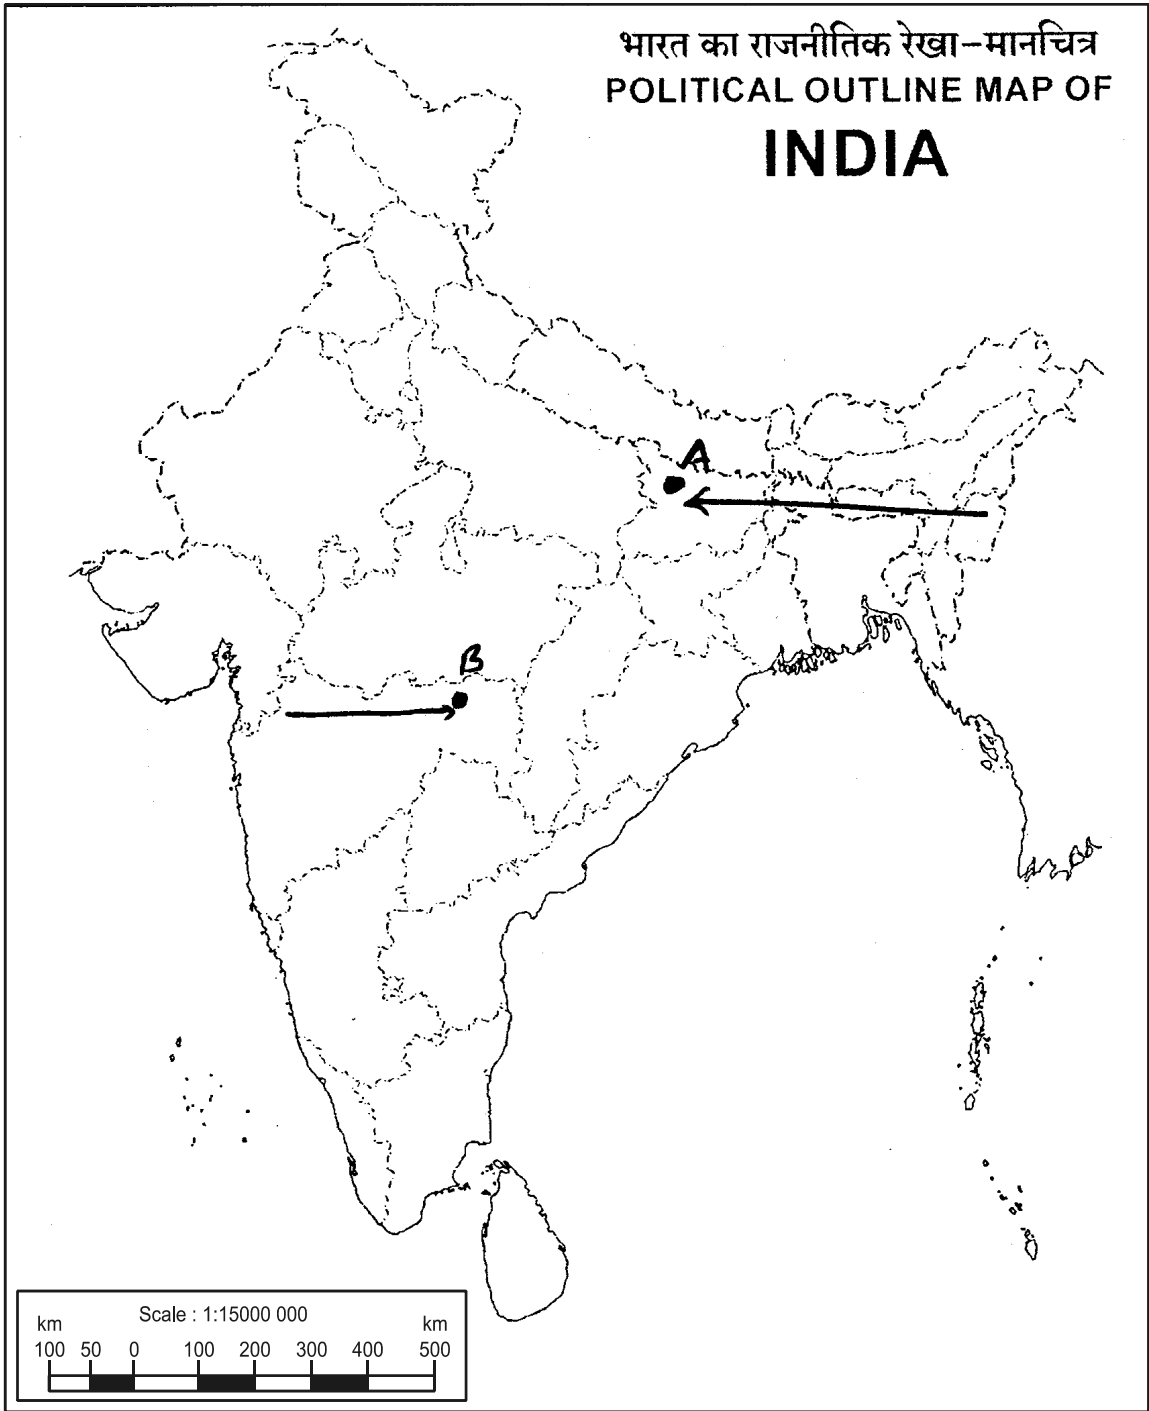 भारत का राजनीतिक रेखा-मानचित्र
POLITICAL OUTLINE MAP OF
INDIA
A
B
Scale : 1:15000 000
km km
100 50 0 100 200 300 400 500